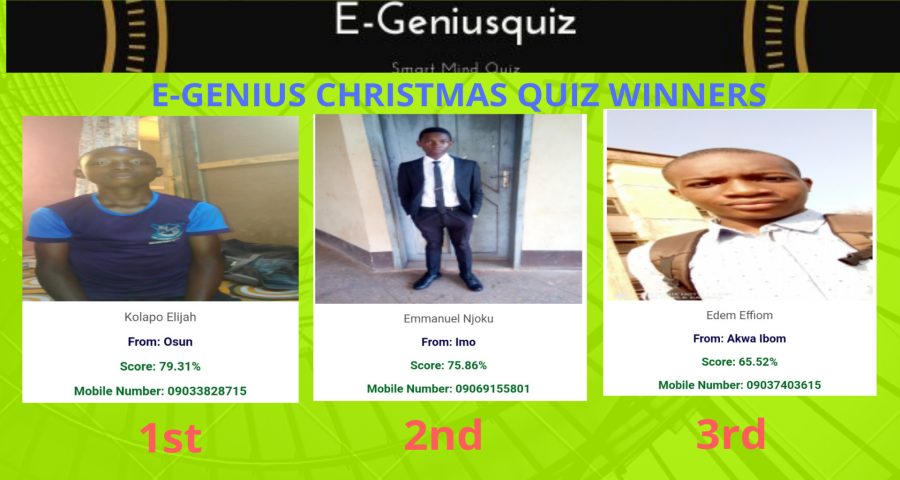 E-Geniusquiz
Smart Mind Quiz
E-GENIUS CHRISTMAS QUIZ WINNERS
Kolapo Elijah
From: Osun
Score: 79.31%
Mobile Number: 09033828715
1st
Emmanuel Njoku
From: Imo
Score: 75.86%
Mobile Number: 09069155801
2nd
Edem Effiom
From: Akwa Ibom
Score: 65.52%
Mobile Number: 09037403615
3rd